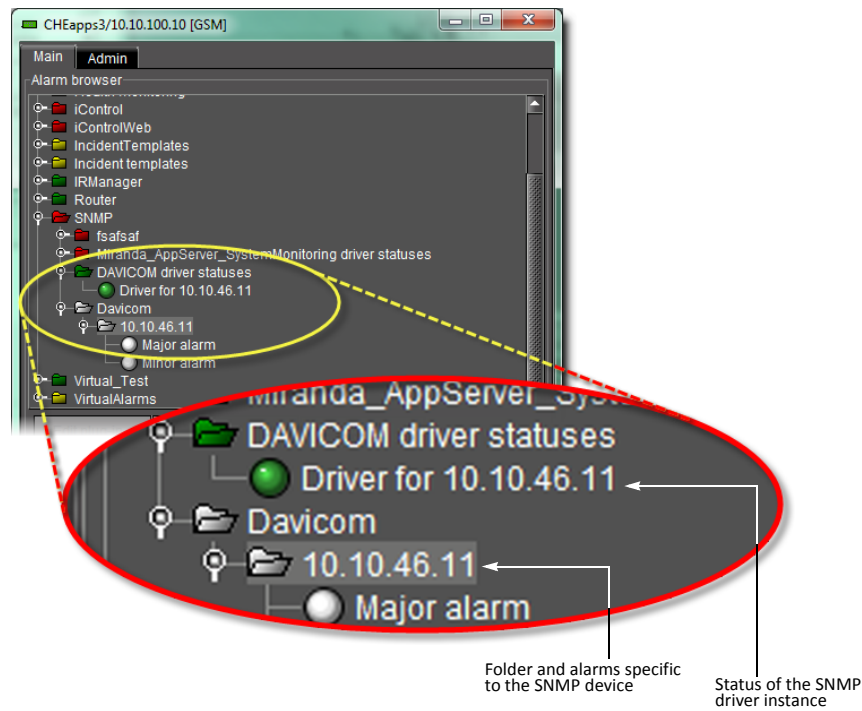 CHEapps3/10.10.100.10 [GSM]
Main Admin
Alarm browser
iControl
iControlWeb
IncidentTemplates
Incident templates
IRManager
Router
SNMP
fsafsaf
Miranda_AppServer_SystemMonitoring driver statuses
DAVICOM driver statuses
Driver for 10.10.46.11
Davicom
10.10.46.11
Major alarm
Minor alarm
Virtual_Test
VirtualAlarms
Miranda_AppServer_Syste
DAVICOM driver statuses
Driver for 10.10.46.11
Davicom
10.10.46.11
Major alarm
Folder and alarms specific
to the SNMP device
Status of the SNMP
driver instance